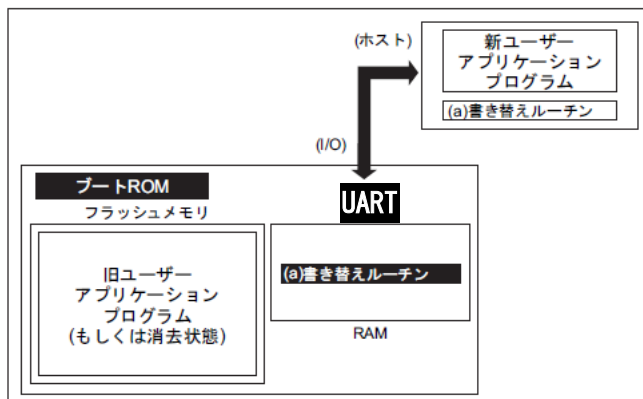 (ホスト)
新ユーザー
アプリケーション
プログラム
(a)書き替えルーチン
(I/O)
ブートROM
フラッシュメモリ
UART
旧ユーザー
アプリケーション
プログラム
(もしくは消去状態)
(a)書き替えルーチン
RAM